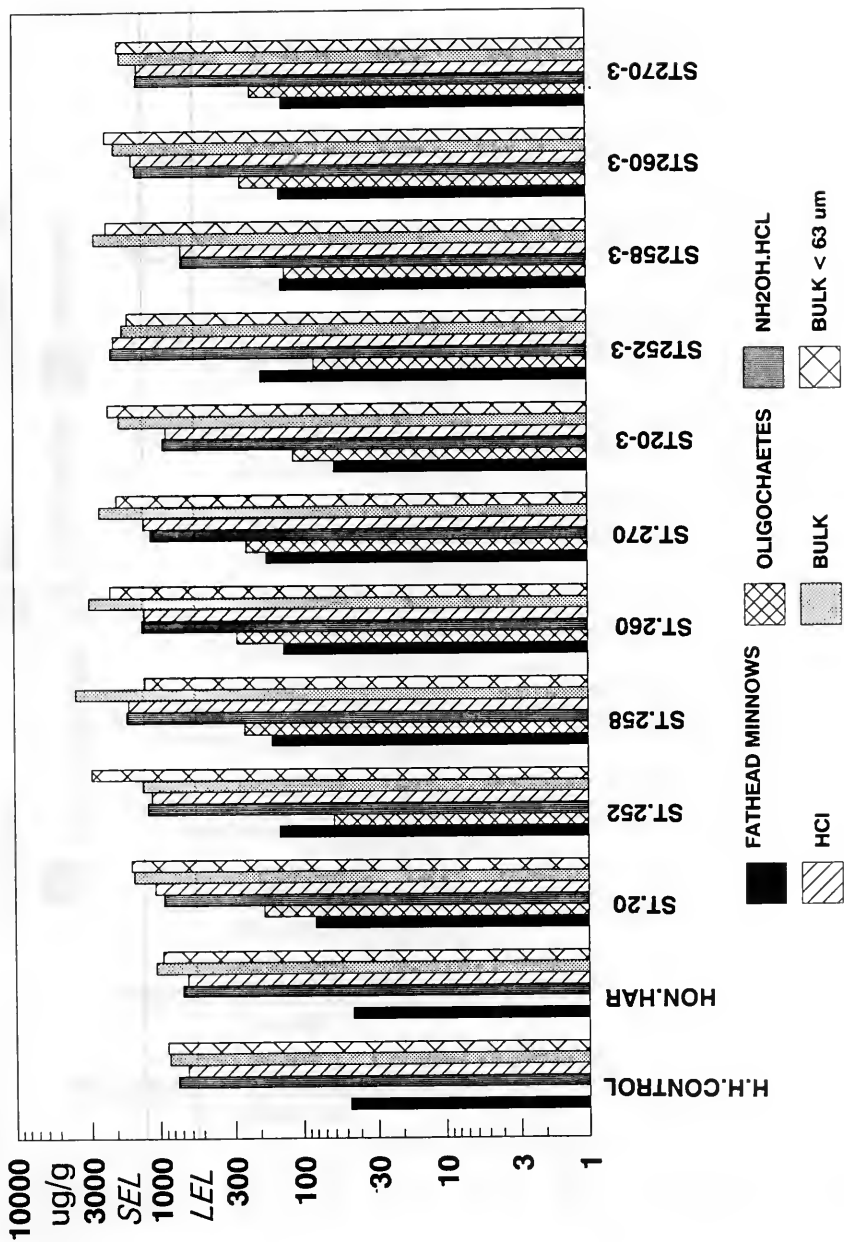 10000
ug/g
3000
SEL
1000
LEL
300
100
30
10
3
1
H.H.CONTROL
HON.HAR
ST.20
ST.252
ST.258
ST.260
ST.270
ST20-3
ST252-3
ST258-3
ST260-3
ST270-3
FATHEAD MINNOWS
OLIGOCHAETES
NH2OH.HCL
HCl
BULK
BULK < 63 um